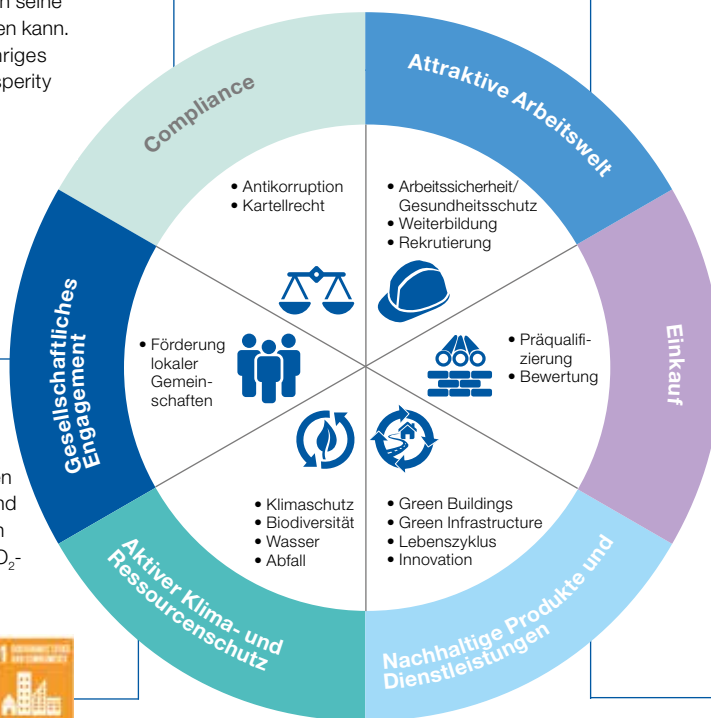 seine
en kann.
hriges
sperity
Compliance
Attraktive Arbeitswelt
• Antikorruption
• Kartellrecht
• Arbeitssicherheit/
Gesundheitsschutz
• Weiterbildung
• Rekrutierung
Gesellschaftliches
Engagement
• Förderung
lokaler
Gemein-
schaften
• Präqualifi-
zierung
• Bewertung
Einkauf
en
nd
n
O₂-
• Klimaschutz
• Biodiversität
• Wasser
• Abfall
• Green Buildings
• Green Infrastructure
• Lebenszyklus
• Innovation
Aktiver Klima- und
Ressourcenschutz
Nachhaltige Produkte und
Dienstleistungen